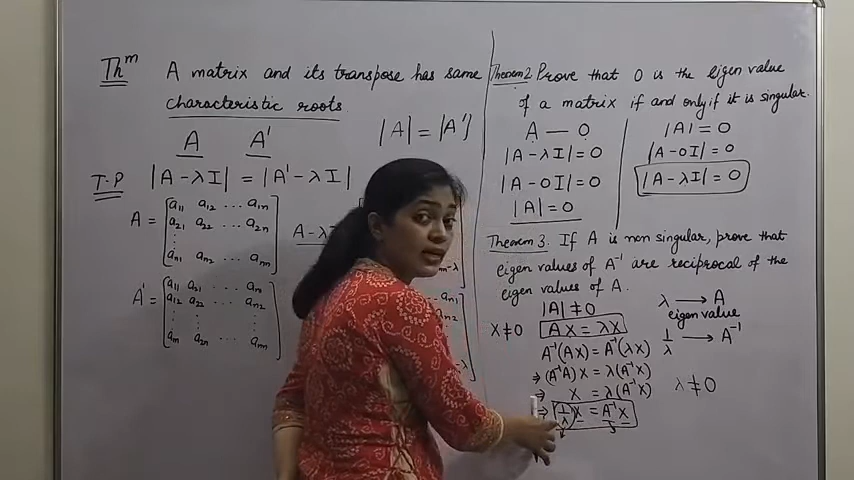 Thm A matrix and its transpose has same
characteristic roots.
A A'
|A| = |A'|
T.P |A - λI| = |A' - λI|
A = [a11 a12 ... a1n
a21 a22 ... a2n
⋮
an1 an2 ... ann]
A - λI
A' = [a11 a21 ... an1
a12 a22 ... an2
⋮ ⋮ ⋮
a1n a2n ... ann]
Theorem 2. Prove that 0 is the eigen value
of a matrix if and only if it is singular.
A — 0
|A - λI| = 0
|A - 0I| = 0
|A| = 0
|A| = 0
|A - 0I| = 0
|A - λI| = 0
Theorem 3. If A is non singular, prove that
eigen values of A⁻¹ are reciprocal of the
eigen values of A.
|A| ≠ 0
X ≠ 0 AX = λX
A⁻¹(AX) = A⁻¹(λX)
⇒ (A⁻¹A)X = λ(A⁻¹X)
⇒ X = λ(A⁻¹X)
⇒ 1/λ X = A⁻¹X
λ → A
eigen value
1/λ → A⁻¹
λ ≠ 0